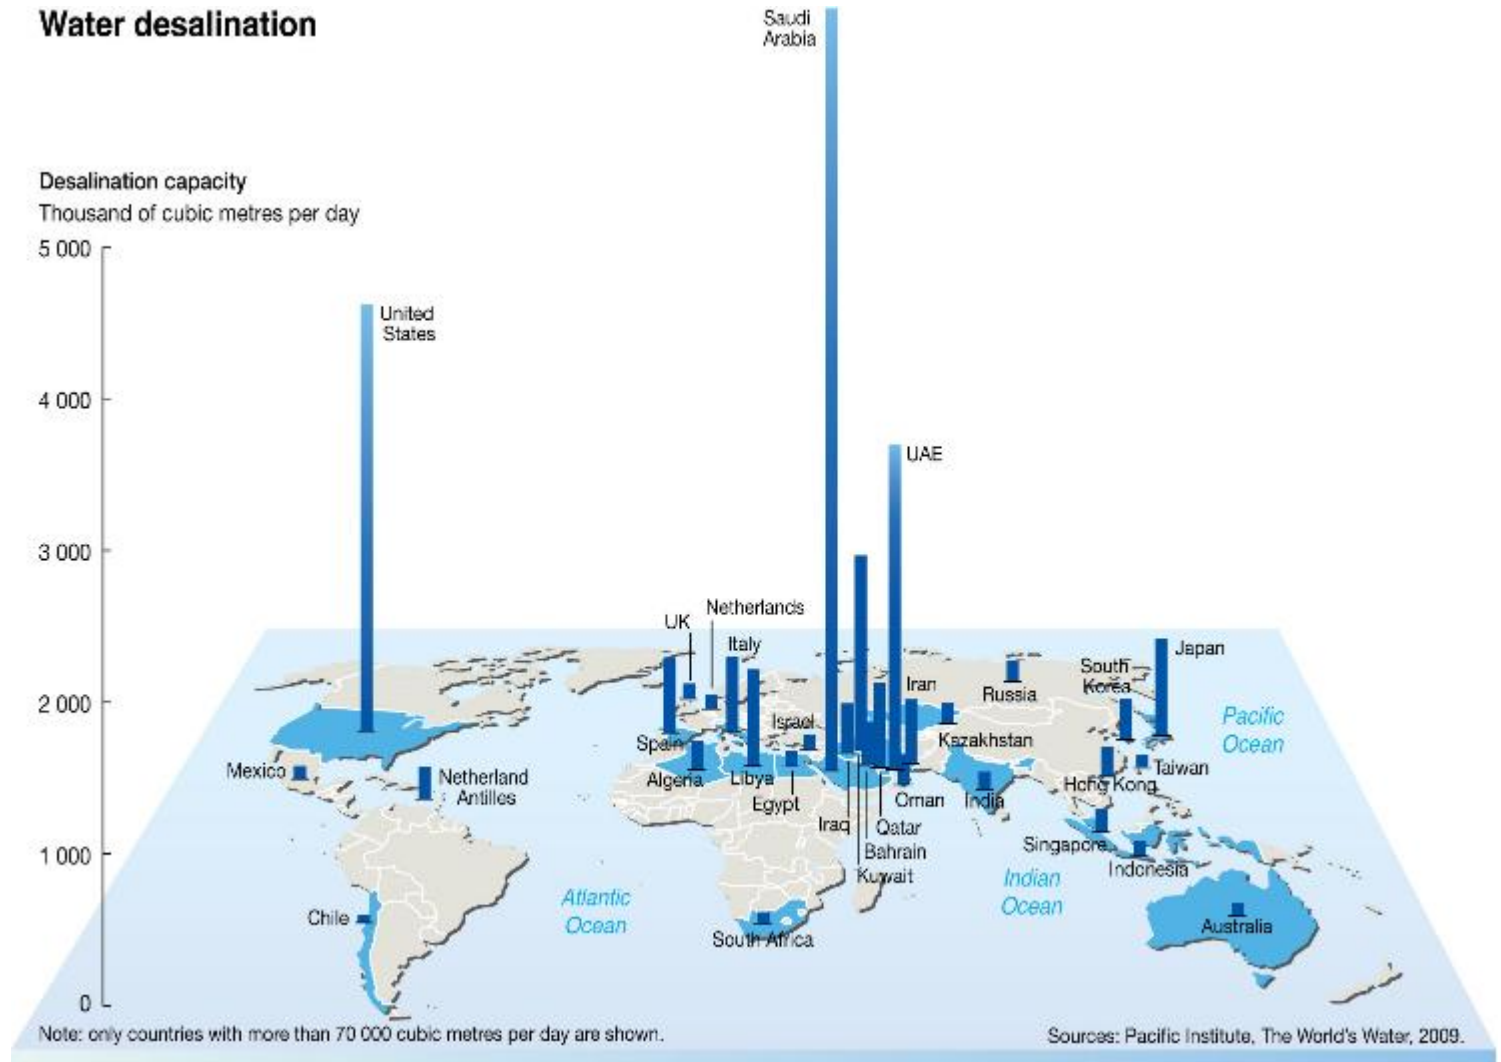 Water desalination
Saudi
Arabia
Desalination capacity
Thousand of cubic metres per day
5 000
4 000
3 000
2 000
1 000
0
United
States
UAE
UK
Netherlands
Italy
Japan
South
Korea
Iran
Russia
Israel
Spain
Kazakhstan
Pacific
Ocean
Mexico
Netherland
Antilles
Algeria
Libya
Egypt
Taiwan
Hong Kong
Oman
India
Iraq
Qatar
Bahrain
Kuwait
Singapore
Indonesia
Indian
Ocean
Atlantic
Ocean
Chile
South Africa
Australia
Note: only countries with more than 70 000 cubic metres per day are shown.
Sources: Pacific Institute, The World's Water, 2009.